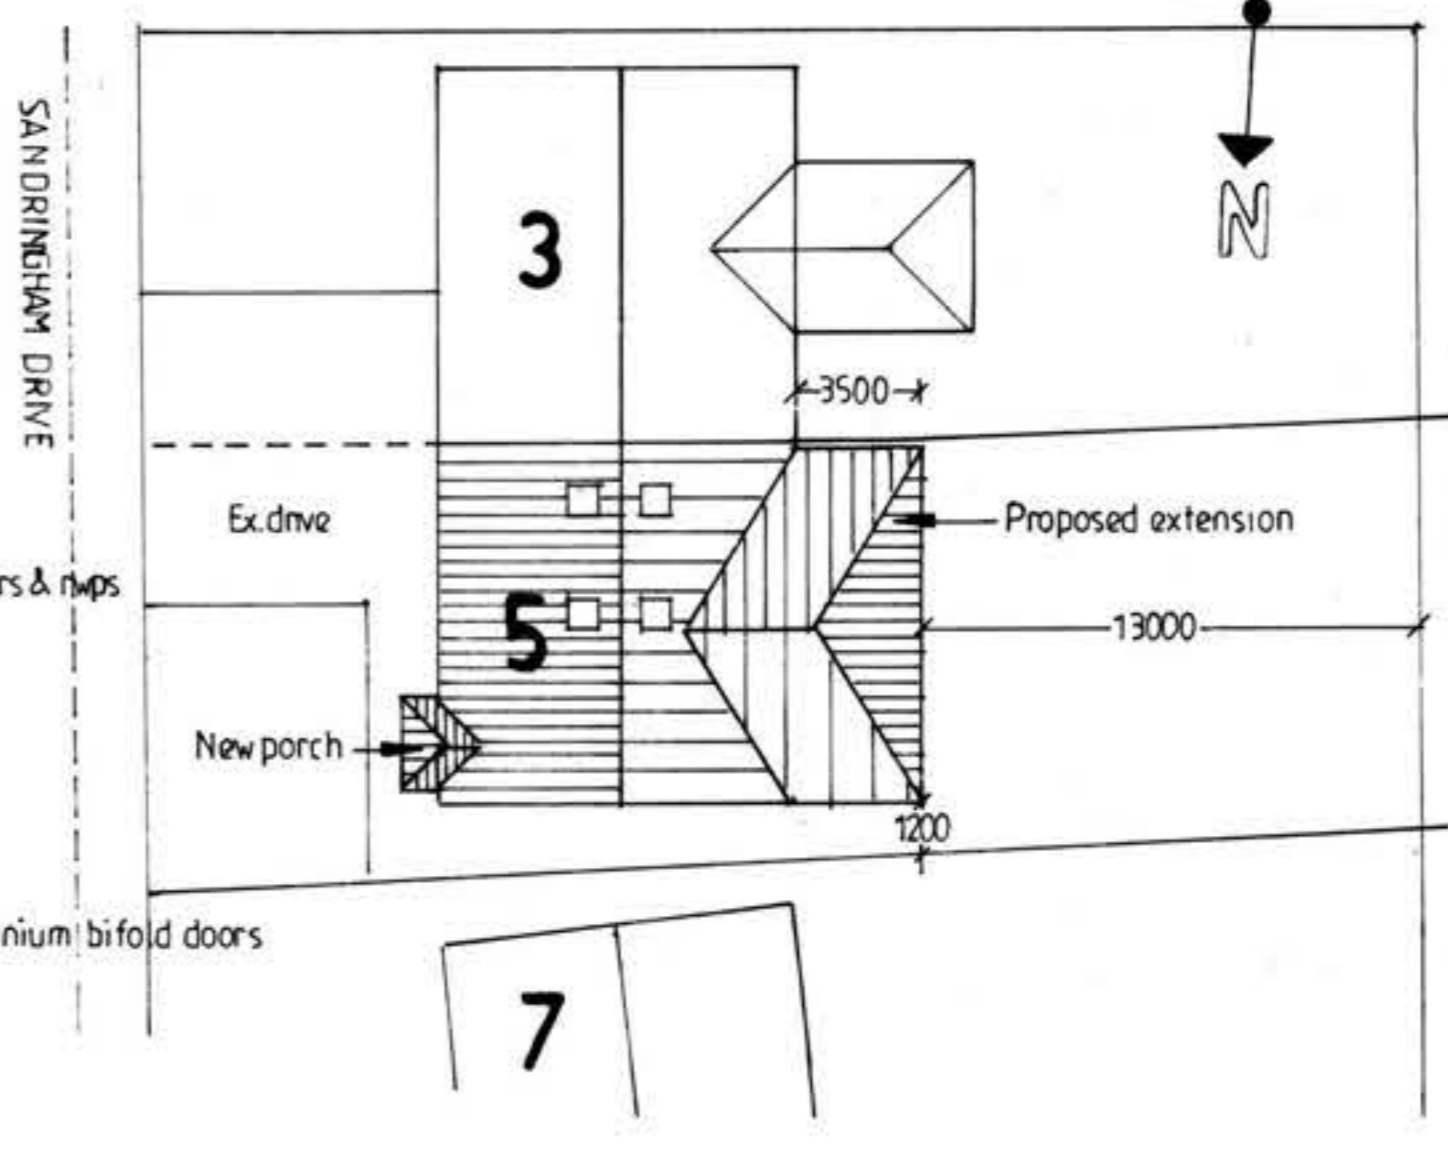 SANDRINGHAM DRIVE
3
N
3500
Ex.drive
Proposed extension
rs & rwps
5
13000
New porch
1200
nium bifold doors
7